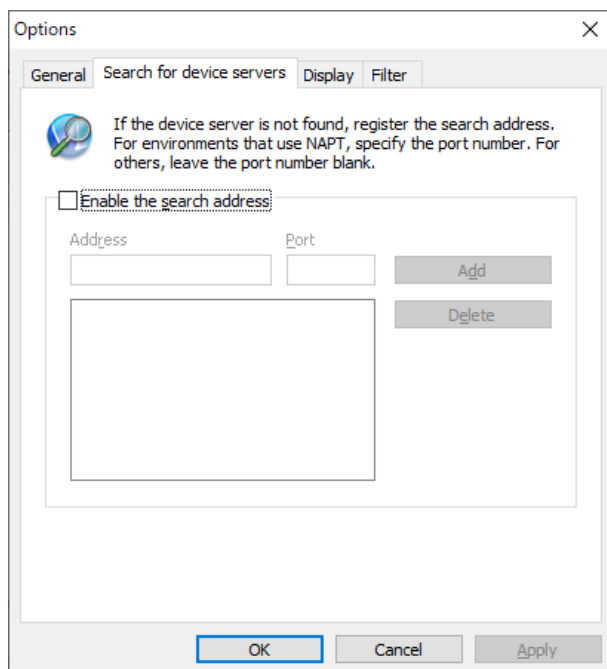 Options
General Search for device servers Display Filter
If the device server is not found, register the search address.
For environments that use NAPT, specify the port number. For
others, leave the port number blank.
Enable the search address
Address Port
Add
Delete
OK Cancel Apply